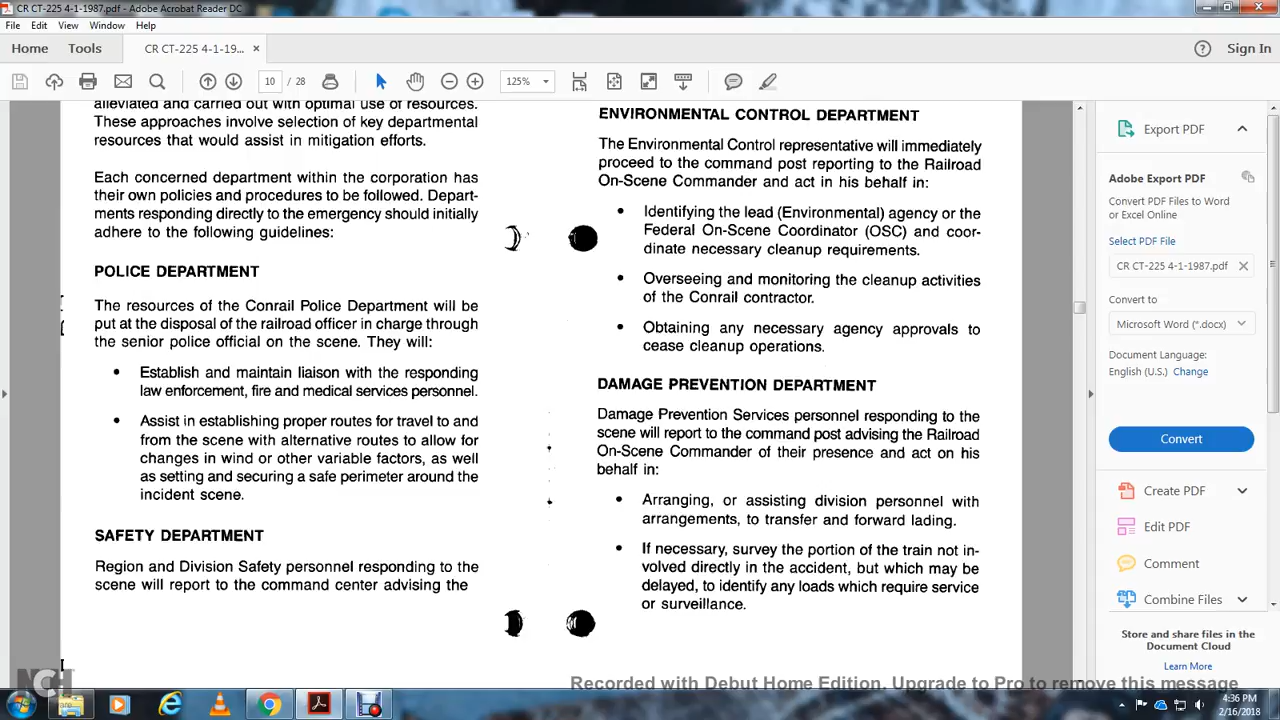 CR CT-225 4-1-1987.pdf - Adobe Acrobat Reader DC
File Edit View Window Help
Home Tools CR CT-225 4-1-19... × Sign In
10 / 28 125%
alleviated and carried out with optimal use of resources.
These approaches involve selection of key departmental
resources that would assist in mitigation efforts.
Each concerned department within the corporation has
their own policies and procedures to be followed. Depart-
ments responding directly to the emergency should initially
adhere to the following guidelines:
POLICE DEPARTMENT
The resources of the Conrail Police Department will be
put at the disposal of the railroad officer in charge through
the senior police official on the scene. They will:
• Establish and maintain liaison with the responding
law enforcement, fire and medical services personnel.
• Assist in establishing proper routes for travel to and
from the scene with alternative routes to allow for
changes in wind or other variable factors, as well
as setting and securing a safe perimeter around the
incident scene.
SAFETY DEPARTMENT
Region and Division Safety personnel responding to the
scene will report to the command center advising the
ENVIRONMENTAL CONTROL DEPARTMENT
The Environmental Control representative will immediately
proceed to the command post reporting to the Railroad
On-Scene Commander and act in his behalf in:
• Identifying the lead (Environmental) agency or the
Federal On-Scene Coordinator (OSC) and coor-
dinate necessary cleanup requirements.
• Overseeing and monitoring the cleanup activities
of the Conrail contractor.
• Obtaining any necessary agency approvals to
cease cleanup operations.
DAMAGE PREVENTION DEPARTMENT
Damage Prevention Services personnel responding to the
scene will report to the command post advising the Railroad
On-Scene Commander of their presence and act on his
behalf in:
• Arranging, or assisting division personnel with
arrangements, to transfer and forward lading.
• If necessary, survey the portion of the train not in-
volved directly in the accident, but which may be
delayed, to identify any loads which require service
or surveillance.
Export PDF
Adobe Export PDF
Convert PDF Files to Word
or Excel Online
Select PDF File
CR CT-225 4-1-1987.pdf ×
Convert to
Microsoft Word (*.docx)
Document Language:
English (U.S.) Change
Convert
Create PDF
Edit PDF
Comment
Combine Files
Store and share files in the
Document Cloud
Learn More
NCH
Recorded with Debut Home Edition. Upgrade to Pro to remove this message
4:36 PM
2/16/2018